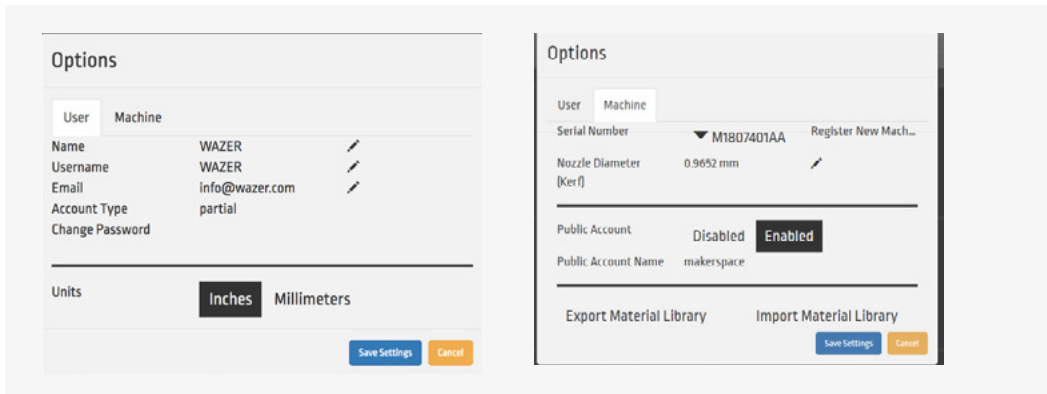 Options
User Machine
Name WAZER
Username WAZER
Email info@wazer.com
Account Type partial
Change Password
Units Inches Millimeters
Save Settings Cancel
Options
User Machine
Serial Number M1807401AA Register New Mach...
Nozzle Diameter 0.9652 mm
(Kerf)
Public Account Disabled Enabled
Public Account Name makerspace
Export Material Library Import Material Library
Save Settings Cancel